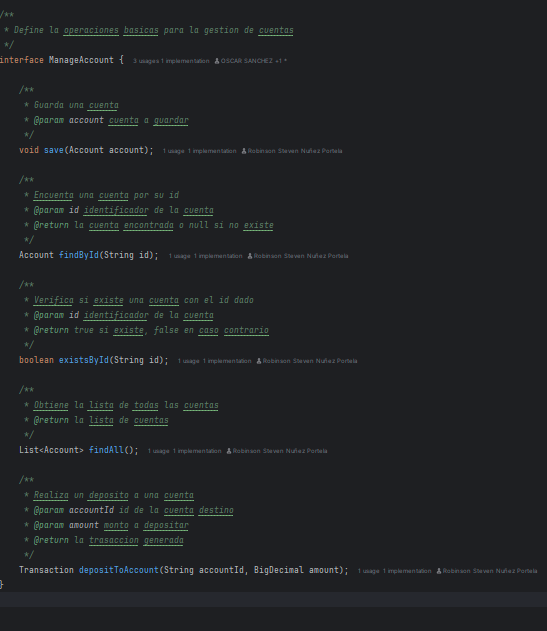 /**
 * Define la operaciones basicas para la gestion de cuentas
 */
interface ManageAccount {  3 usages 1 implementation  OSCAR SANCHEZ +1 *
/**
 * Guarda una cuenta
 * @param account cuenta a guardar
 */
void save(Account account);  1 usage 1 implementation  Robinson Steven Nuñez Portela
/**
 * Encuenta una cuenta por su id
 * @param id identificador de la cuenta
 * @return la cuenta encontrada o null si no existe
 */
Account findById(String id);  1 usage 1 implementation  Robinson Steven Nuñez Portela
/**
 * Verifica si existe una cuenta con el id dado
 * @param id identificador de la cuenta
 * @return true si existe, false en caso contrario
 */
boolean existsById(String id);  1 usage 1 implementation  Robinson Steven Nuñez Portela
/**
 * Obtiene la lista de todas las cuentas
 * @return la lista de cuentas
 */
List<Account> findAll();  1 usage 1 implementation  Robinson Steven Nuñez Portela
/**
 * Realiza un deposito a una cuenta
 * @param accountId id de la cuenta destino
 * @param amount monto a depositar
 * @return la trasaccion generada
 */
Transaction depositToAccount(String accountId, BigDecimal amount);  1 usage 1 implementation  Robinson Steven Nuñez Portela
}